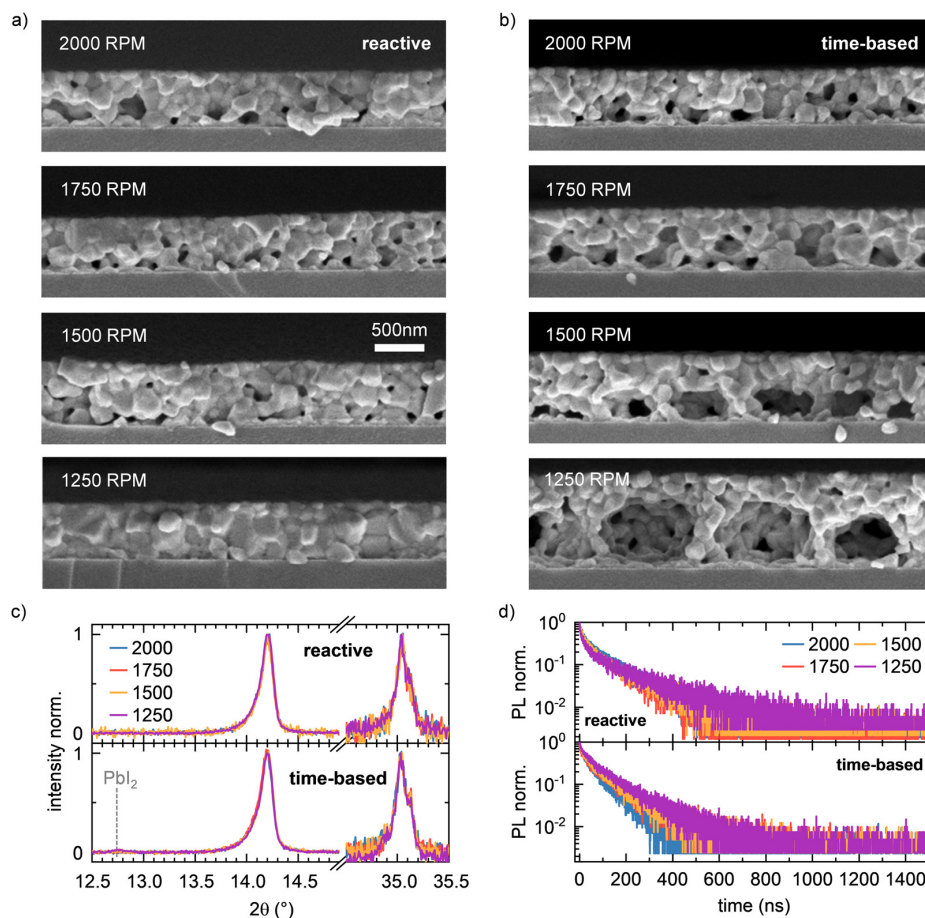 a)
2000 RPM reactive
1750 RPM
1500 RPM
500nm
1250 RPM
b)
2000 RPM time-based
1750 RPM
1500 RPM
1250 RPM
c)
intensity norm.
1
0
1
0
2000
1750
1500
1250
reactive
time-based
PbI₂
12.5 13.0 13.5 14.0 14.5 35.0 35.5
2θ (°)
d)
PL norm.
10⁰
10⁻¹
10⁻²
reactive
2000 1500
1750 1250
PL norm.
10⁰
10⁻¹
10⁻²
time-based
0 200 400 600 800 1000 1200 1400
time (ns)